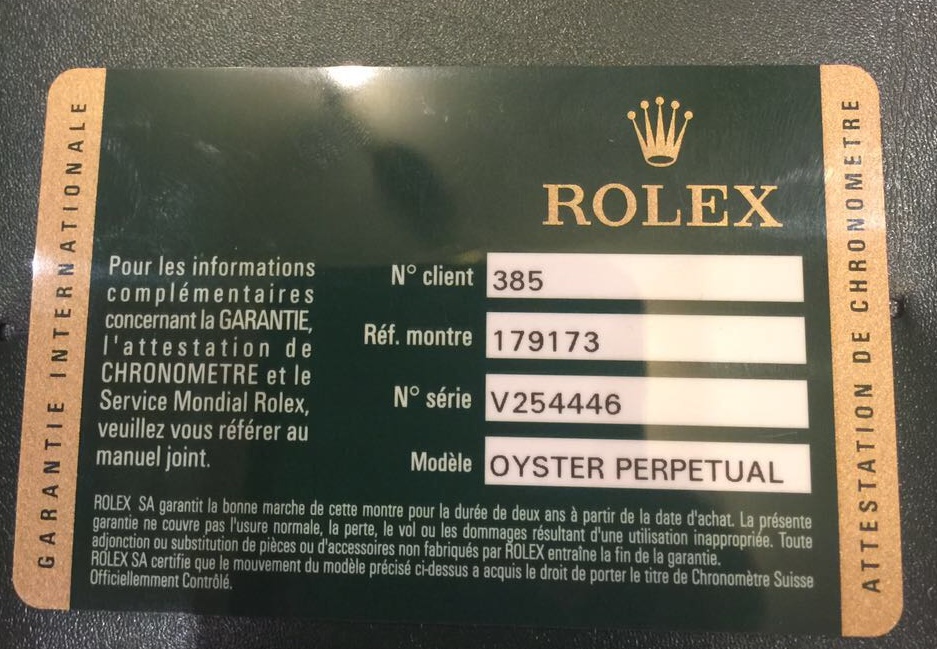 GARANTIE INTERNATIONALE
ROLEX
Pour les informations
complémentaires
concernant la GARANTIE,
l'attestation de
CHRONOMETRE et le
Service Mondial Rolex,
veuillez vous référer au
manuel joint.
N° client 385
Réf. montre 179173
N° série V254446
Modèle OYSTER PERPETUAL
ROLEX SA garantit la bonne marche de cette montre pour la durée de deux ans à partir de la date d'achat. La présente
garantie ne couvre pas l'usure normale, la perte, le vol ou les dommages résultant d'une utilisation inappropriée. Toute
adjonction ou substitution de pièces ou d'accessoires non fabriqués par ROLEX entraîne la fin de la garantie.
ROLEX SA certifie que le mouvement du modèle précisé ci-dessus a acquis le droit de porter le titre de Chronomètre Suisse
Officiellemment Contrôlé.
ATTESTATION DE CHRONOMETRE